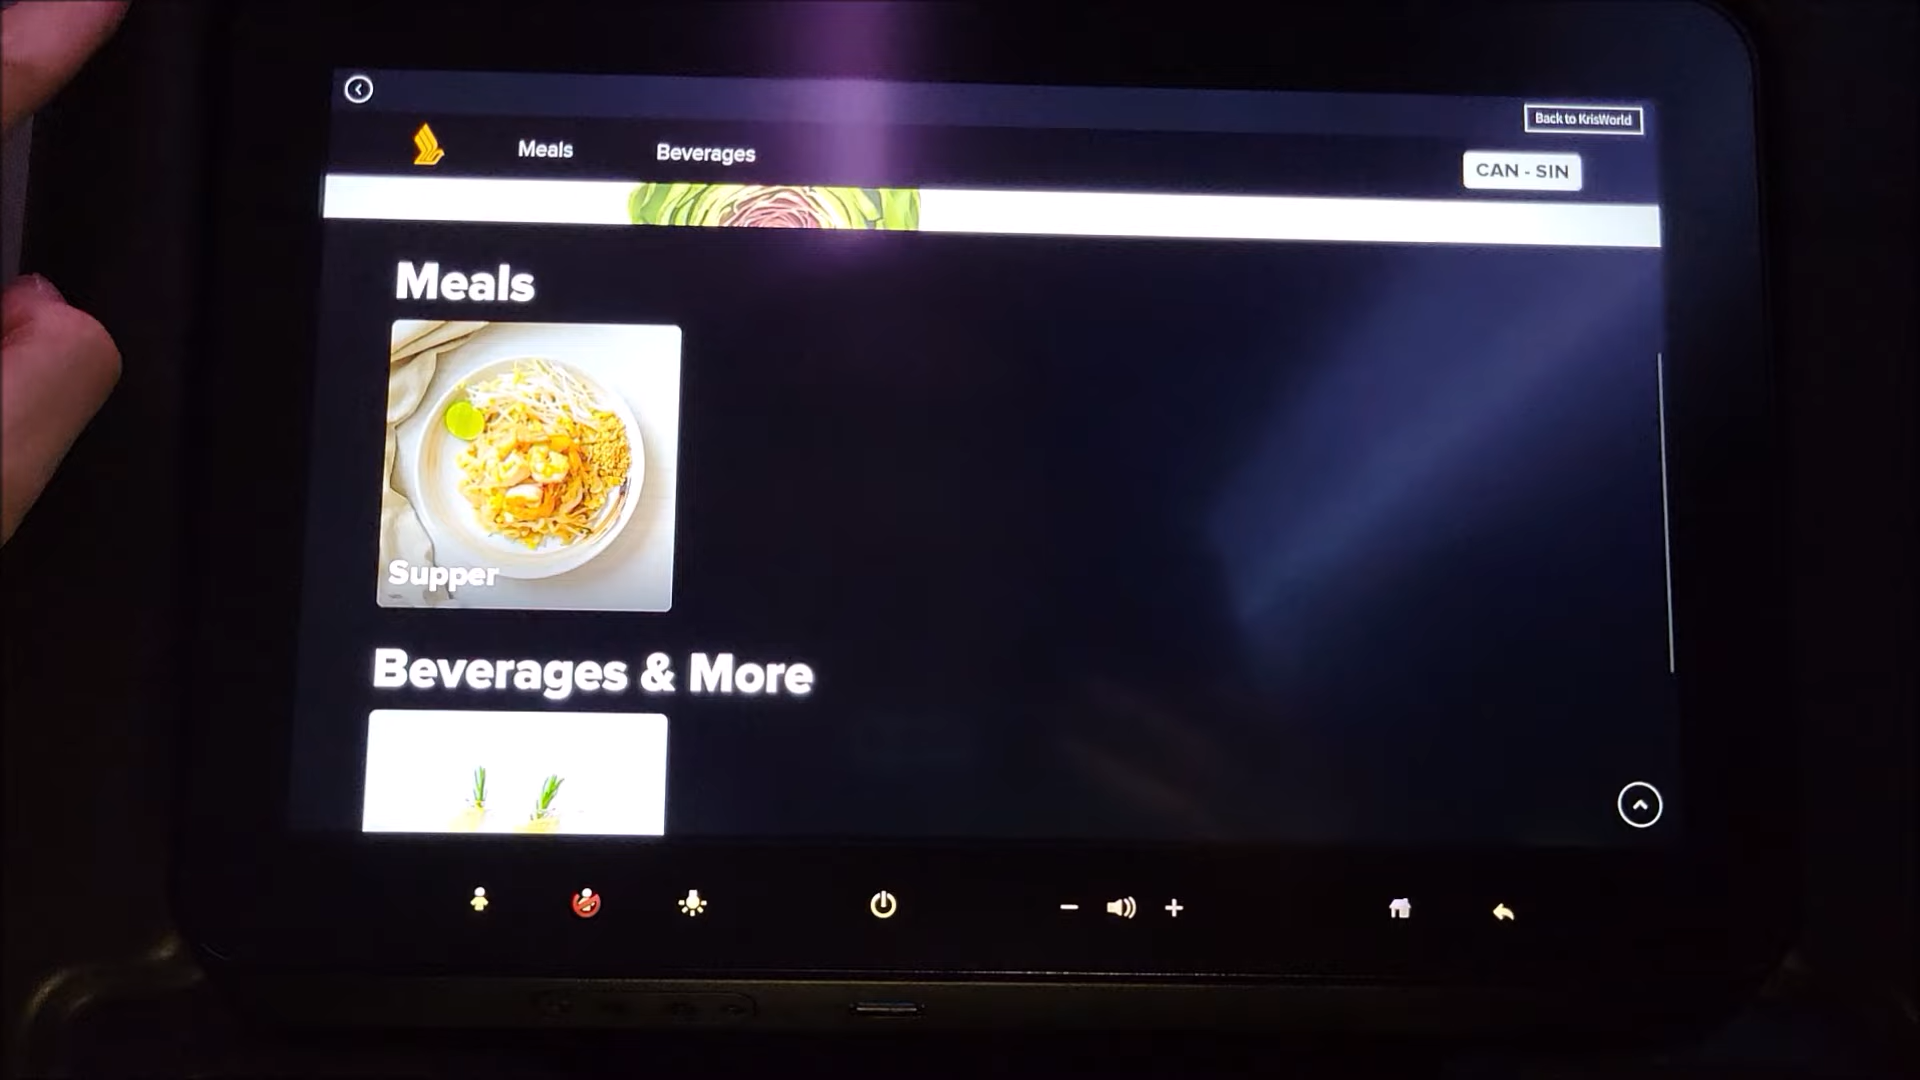 Back to KrisWorld
Meals
Beverages
CAN - SIN
Meals
Supper
Beverages & More